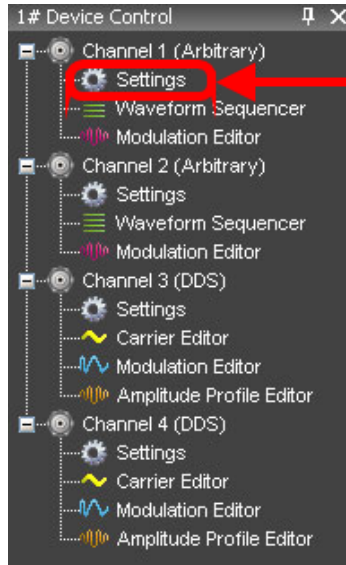 1# Device Control
Channel 1 (Arbitrary)
Settings
Waveform Sequencer
Modulation Editor
Channel 2 (Arbitrary)
Settings
Waveform Sequencer
Modulation Editor
Channel 3 (DDS)
Settings
Carrier Editor
Modulation Editor
Amplitude Profile Editor
Channel 4 (DDS)
Settings
Carrier Editor
Modulation Editor
Amplitude Profile Editor